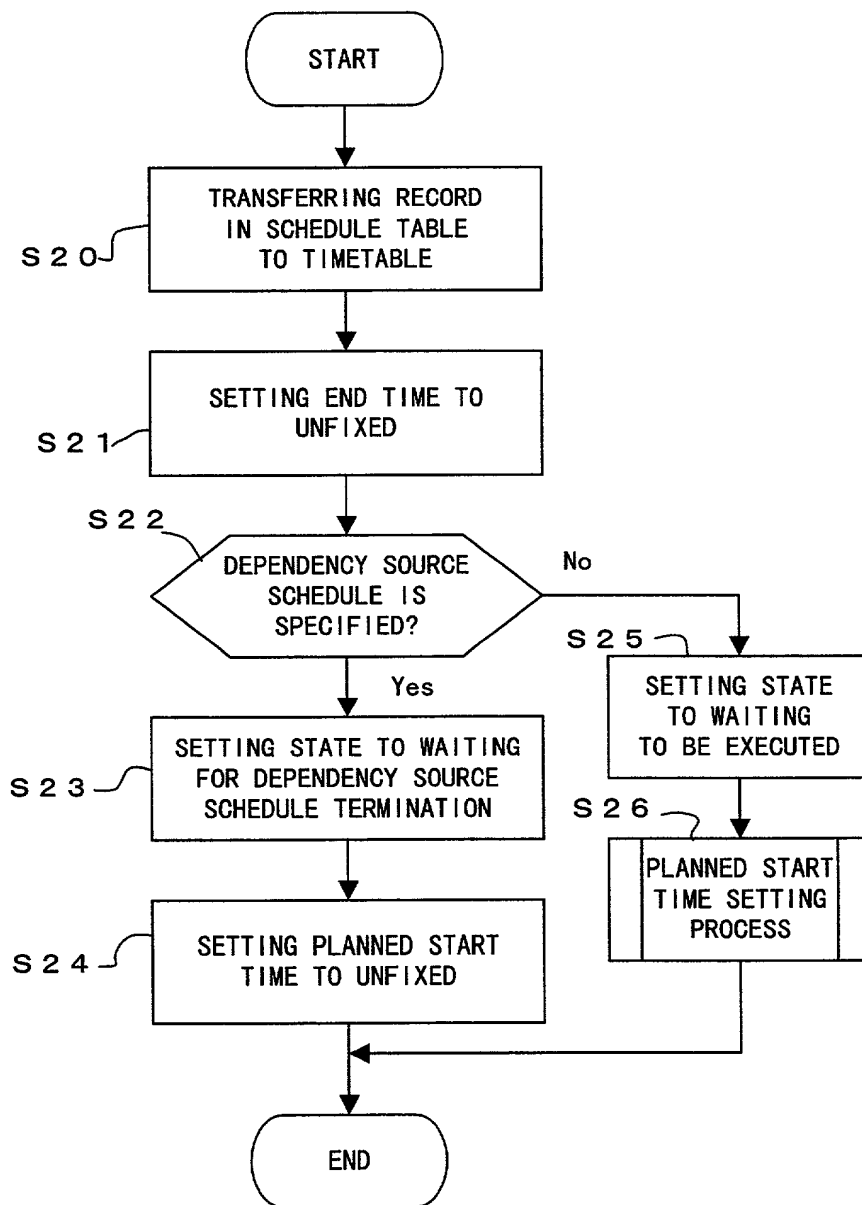 START
TRANSFERRING RECORD
IN SCHEDULE TABLE
TO TIMETABLE
S20
SETTING END TIME TO
UNFIXED
S21
S22
DEPENDENCY SOURCE
SCHEDULE IS
SPECIFIED?
No
Yes
S23
SETTING STATE TO WAITING
FOR DEPENDENCY SOURCE
SCHEDULE TERMINATION
S24
SETTING PLANNED START
TIME TO UNFIXED
S25
SETTING STATE
TO WAITING
TO BE EXECUTED
S26
PLANNED START
TIME SETTING
PROCESS
END